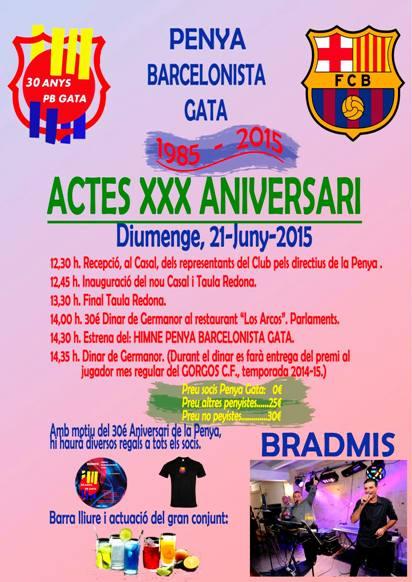 30 ANYS
PB GATA
PENYA
BARCELONISTA
GATA
FCB
1985 - 2015
ACTES XXX ANIVERSARI
Diumenge, 21-Juny-2015
12,30 h. Recepció, al Casal, dels representants del Club pels directius de la Penya .
12,45 h. Inauguració del nou Casal i Taula Redona.
13,30 h. Final Taula Redona.
14,00 h. 30é Dinar de Germanor al restaurant “Los Arcos”. Parlaments.
14,30 h. Estrena del: HIMNE PENYA BARCELONISTA GATA.
14,35 h. Dinar de Germanor. (Durant el dinar es farà entrega del premi al
jugador mes regular del GORGOS C.F., temporada 2014-15.)
Preu socis Penya Gata: 0€
Preu altres penyistes......25€
Preu no peyistes...........30€
Amb motiu del 30é Aniversari de la Penya,
hi haura diversos regals a tots els socis.
BRADMIS
Barra lliure i actuació del gran conjunt: